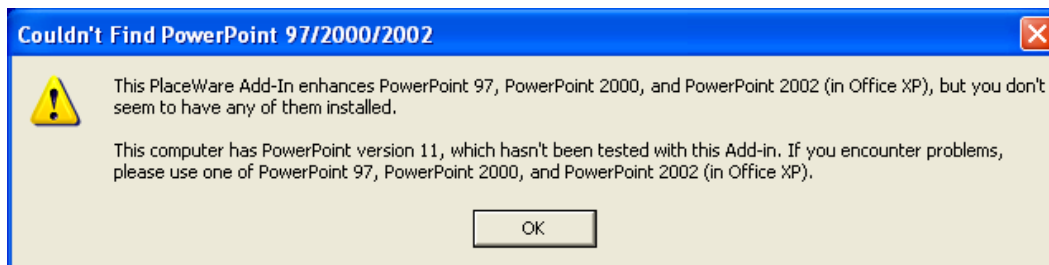 Couldn't Find PowerPoint 97/2000/2002
This PlaceWare Add-In enhances PowerPoint 97, PowerPoint 2000, and PowerPoint 2002 (in Office XP), but you don't
seem to have any of them installed.
This computer has PowerPoint version 11, which hasn't been tested with this Add-in. If you encounter problems,
please use one of PowerPoint 97, PowerPoint 2000, and PowerPoint 2002 (in Office XP).
OK